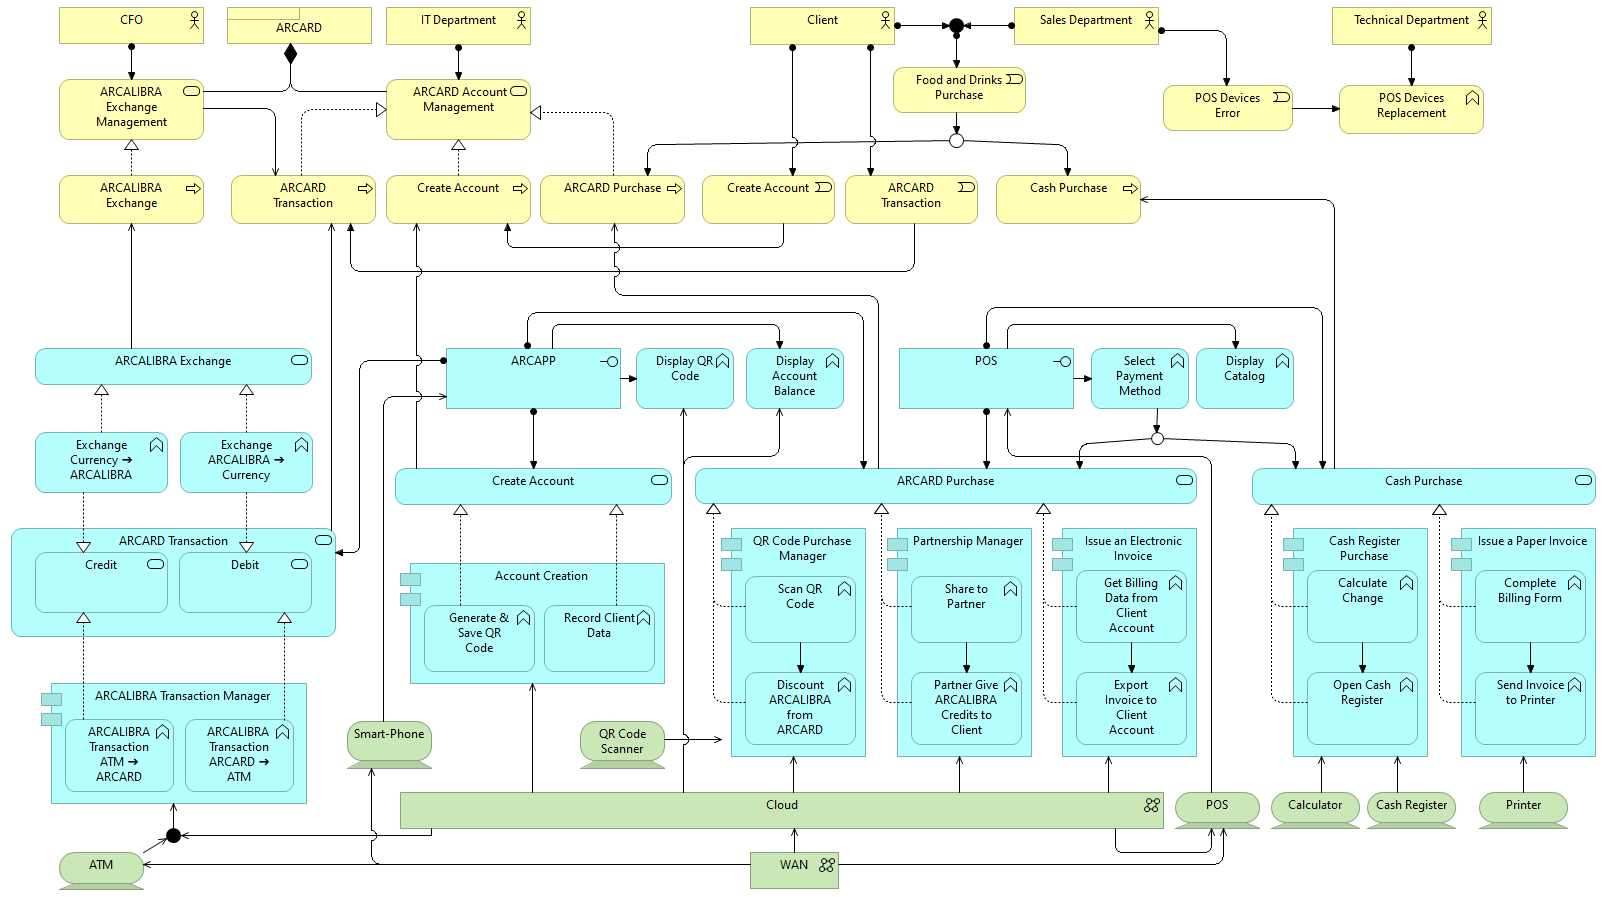 CFO
ARCARD
IT Department
Client
Sales Department
Technical Department
ARCALIBRA
Exchange
Management
ARCARD Account
Management
Food and Drinks
Purchase
POS Devices
Error
POS Devices
Replacement
ARCALIBRA
Exchange
ARCARD
Transaction
Create Account
ARCARD Purchase
Create Account
ARCARD
Transaction
Cash Purchase
ARCALIBRA Exchange
ARCAPP
Display QR
Code
Display
Account
Balance
POS
Select
Payment
Method
Display
Catalog
Exchange
Currency ➔
ARCALIBRA
Exchange
ARCALIBRA ➔
Currency
Create Account
ARCARD Purchase
Cash Purchase
ARCARD Transaction
Credit
Debit
Account Creation
Generate &
Save QR
Code
Record Client
Data
QR Code Purchase
Manager
Scan QR
Code
Discount
ARCALIBRA
from
ARCARD
Partnership Manager
Share to
Partner
Partner Give
ARCALIBRA
Credits to
Client
Issue an Electronic
Invoice
Get Billing
Data from
Client
Account
Export
Invoice to
Client
Account
Cash Register
Purchase
Calculate
Change
Open Cash
Register
Issue a Paper Invoice
Complete
Billing Form
Send Invoice
to Printer
ARCALIBRA Transaction Manager
ARCALIBRA
Transaction
ATM ➔
ARCARD
ARCALIBRA
Transaction
ARCARD ➔
ATM
Smart-Phone
QR Code
Scanner
Cloud
POS
Calculator
Cash Register
Printer
ATM
WAN